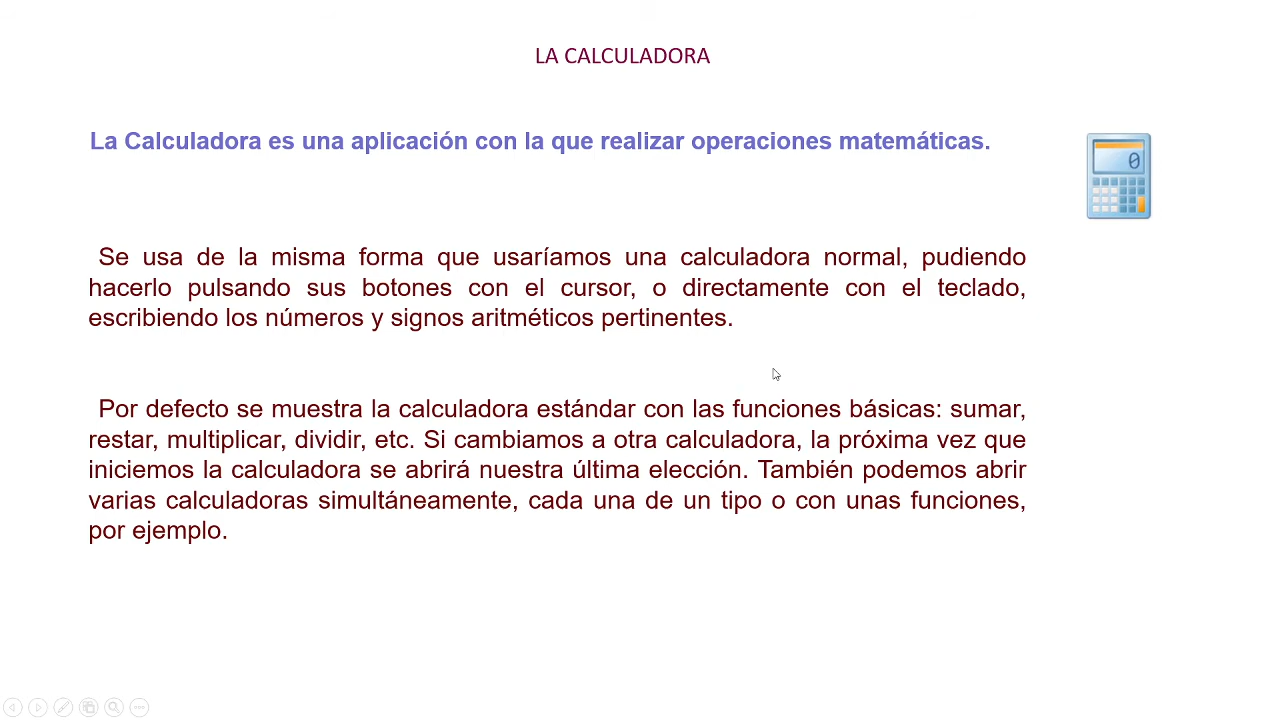 LA CALCULADORA
La Calculadora es una aplicación con la que realizar operaciones matemáticas.
0
Se usa de la misma forma que usaríamos una calculadora normal, pudiendo
hacerlo pulsando sus botones con el cursor, o directamente con el teclado,
escribiendo los números y signos aritméticos pertinentes.
Por defecto se muestra la calculadora estándar con las funciones básicas: sumar,
restar, multiplicar, dividir, etc. Si cambiamos a otra calculadora, la próxima vez que
iniciemos la calculadora se abrirá nuestra última elección. También podemos abrir
varias calculadoras simultáneamente, cada una de un tipo o con unas funciones,
por ejemplo.